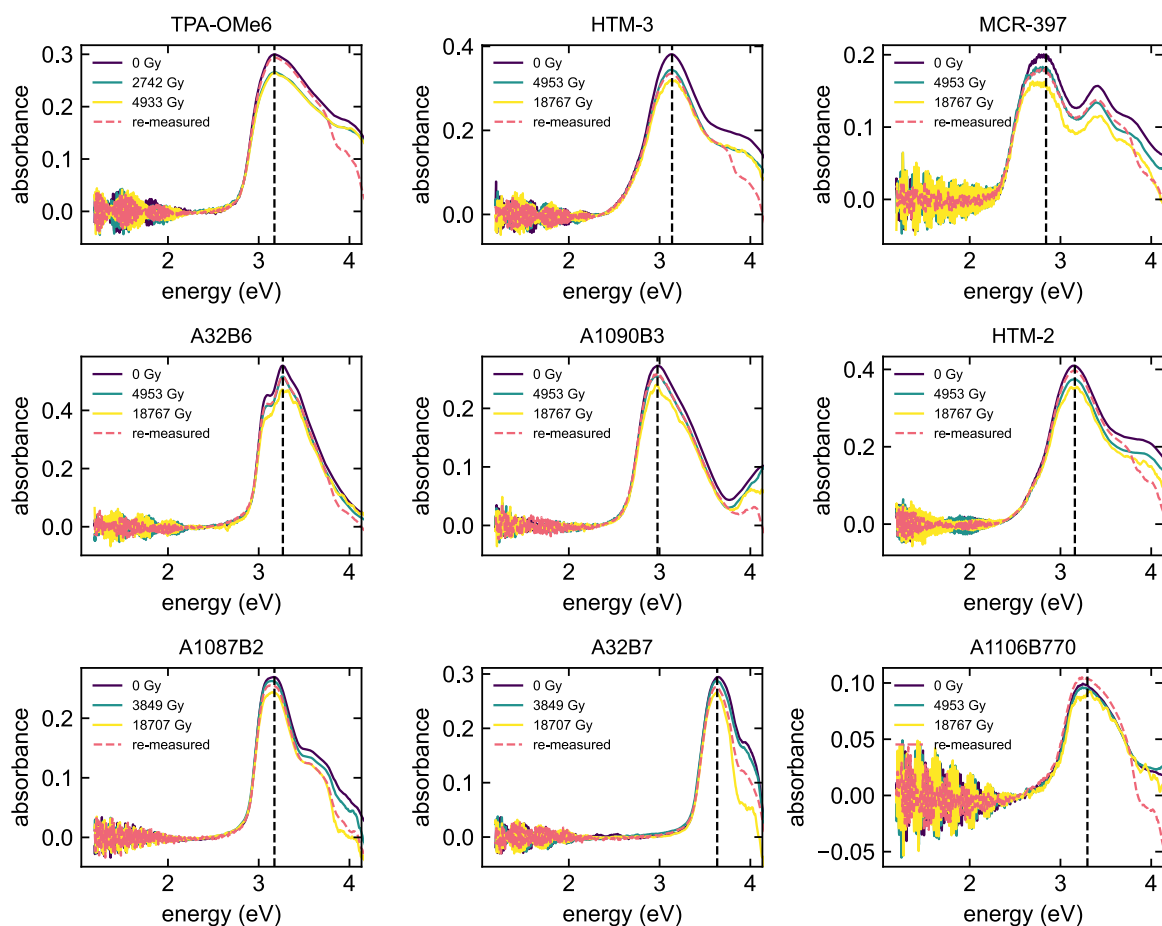 TPA-OMe6
0.3
0.2
0.1
0.0
absorbance
0 Gy
2742 Gy
4933 Gy
re-measured
2
3
4
energy (eV)
HTM-3
0.4
0.2
0.0
absorbance
0 Gy
4953 Gy
18767 Gy
re-measured
2
3
4
energy (eV)
MCR-397
0.2
0.1
0.0
absorbance
0 Gy
4953 Gy
18767 Gy
re-measured
2
3
4
energy (eV)
A32B6
0.4
0.2
0.0
absorbance
0 Gy
4953 Gy
18767 Gy
re-measured
2
3
4
energy (eV)
A1090B3
0.2
0.1
0.0
absorbance
0 Gy
4953 Gy
18767 Gy
re-measured
2
3
4
energy (eV)
HTM-2
0.4
0.2
0.0
absorbance
0 Gy
4953 Gy
18767 Gy
re-measured
2
3
4
energy (eV)
A1087B2
0.2
0.1
0.0
absorbance
0 Gy
3849 Gy
18707 Gy
re-measured
2
3
4
energy (eV)
A32B7
0.3
0.2
0.1
0.0
absorbance
0 Gy
3849 Gy
18707 Gy
re-measured
2
3
4
energy (eV)
A1106B770
0.10
0.05
0.00
−0.05
absorbance
0 Gy
4953 Gy
18767 Gy
re-measured
2
3
4
energy (eV)